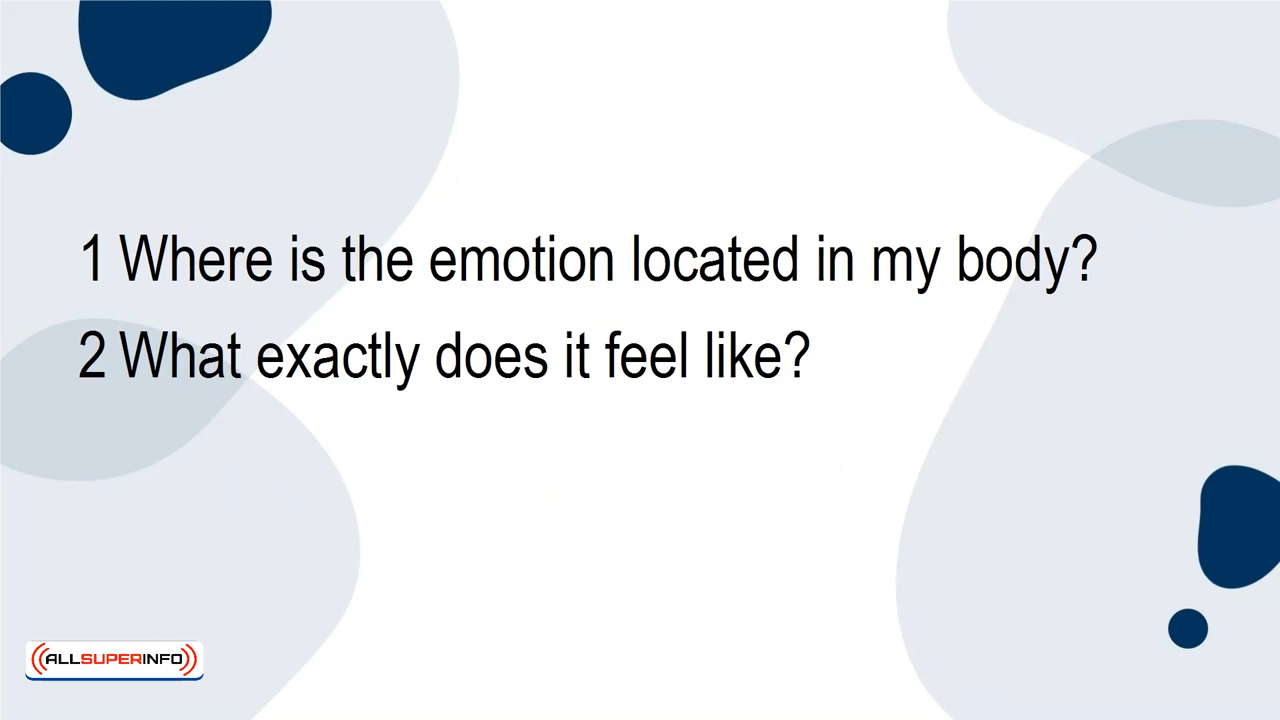 1 Where is the emotion located in my body?
2 What exactly does it feel like?
ALLSUPERINFO